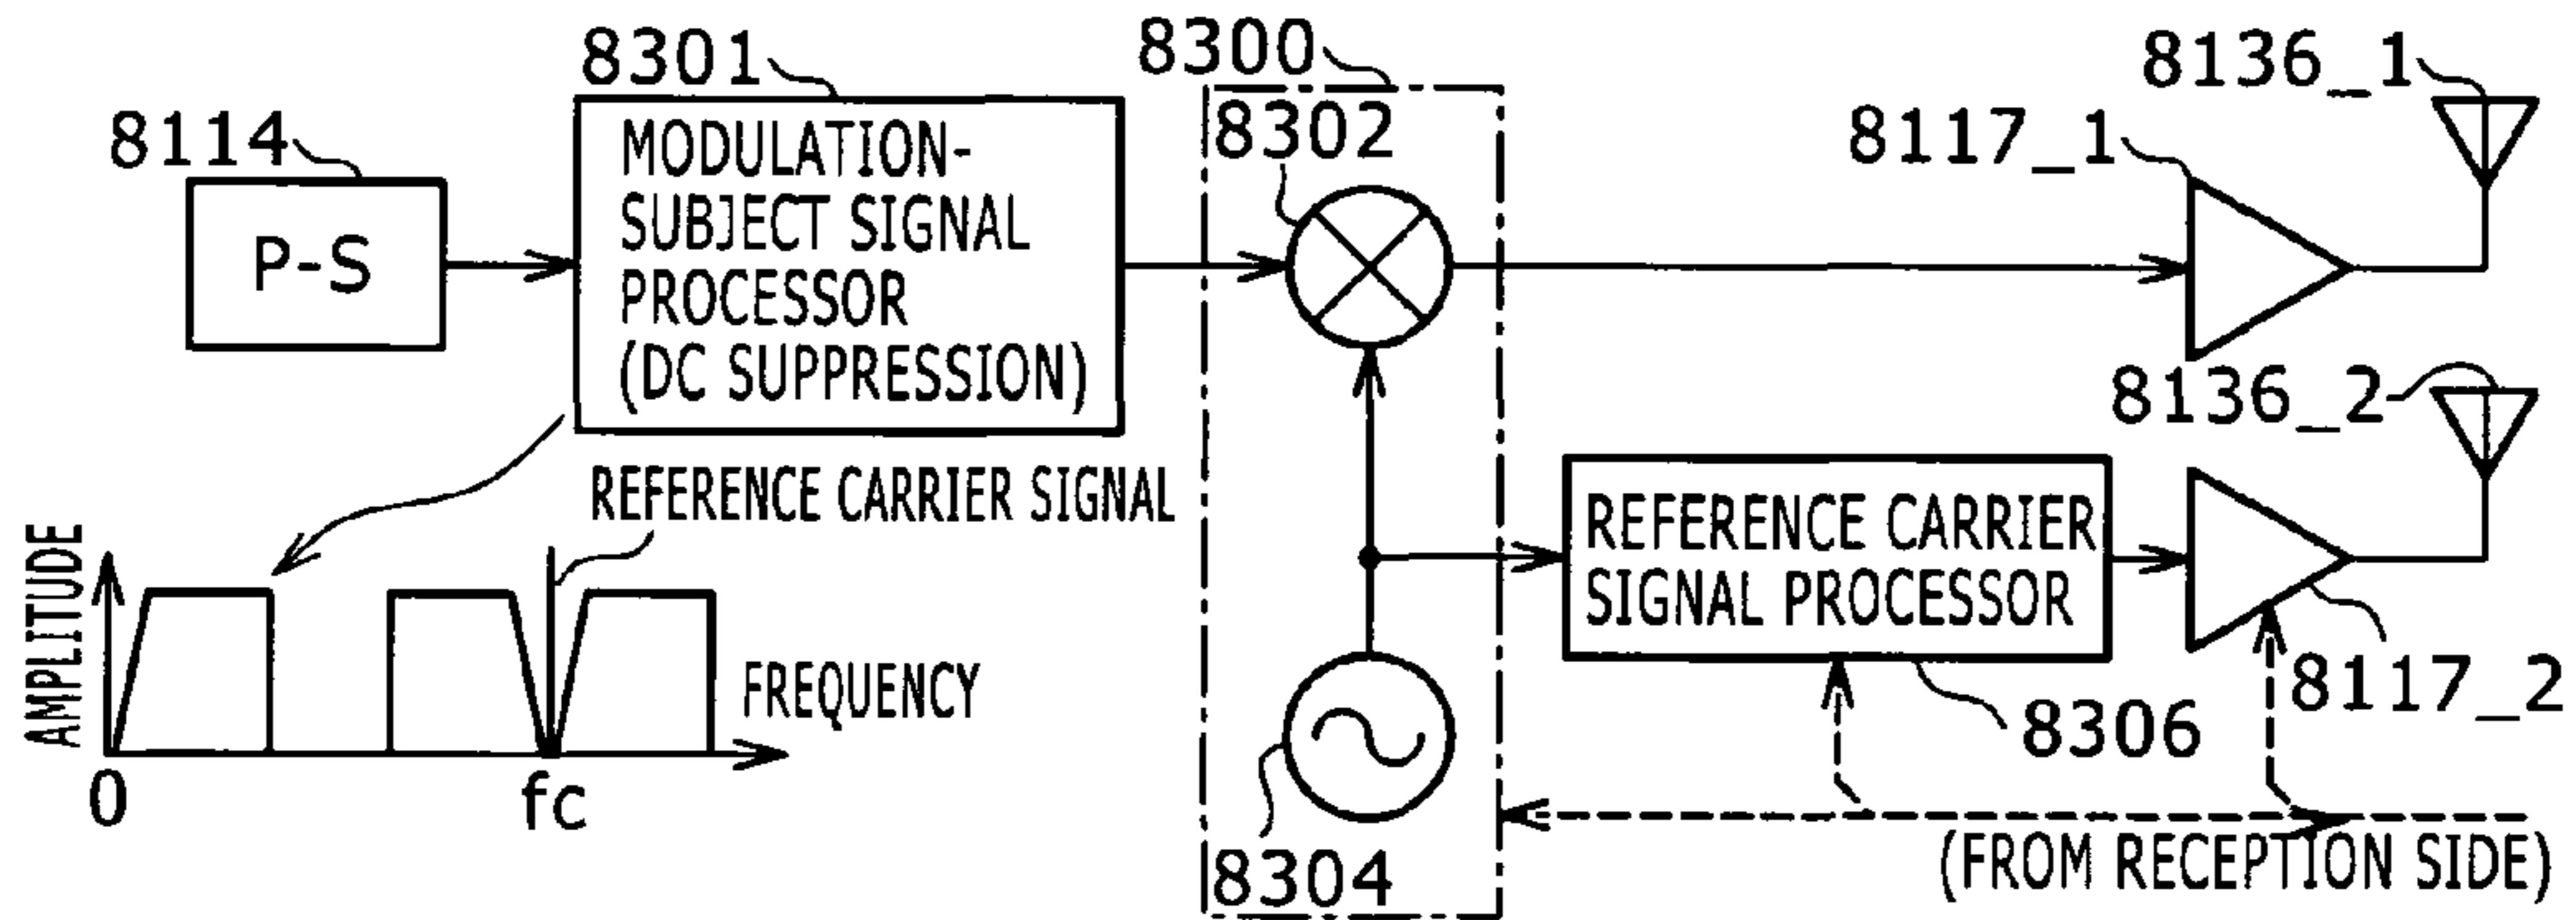 8300
8301
8136_1
8114
8302
8117_1
MODULATION-
SUBJECT SIGNAL
PROCESSOR
(DC SUPPRESSION)
P-S
8136_2
REFERENCE CARRIER SIGNAL
REFERENCE CARRIER
SIGNAL PROCESSOR
AMPLITUDE
FREQUENCY
8117_2
8306
0
fc
8304
(FROM RECEPTION SIDE)